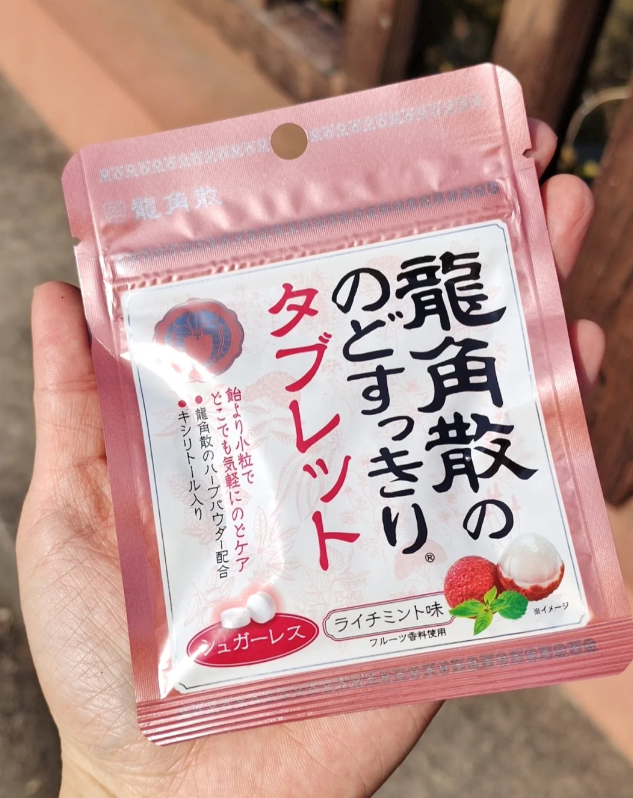 龍角散
龍角散の
のどすっきり®
タブレット
飴より小粒で
どこでも気軽にのどケア
●龍角散のハーブパウダー配合
●キシリトール入り
シュガーレス
ライチミント味
フルーツ香料使用
※イメージ